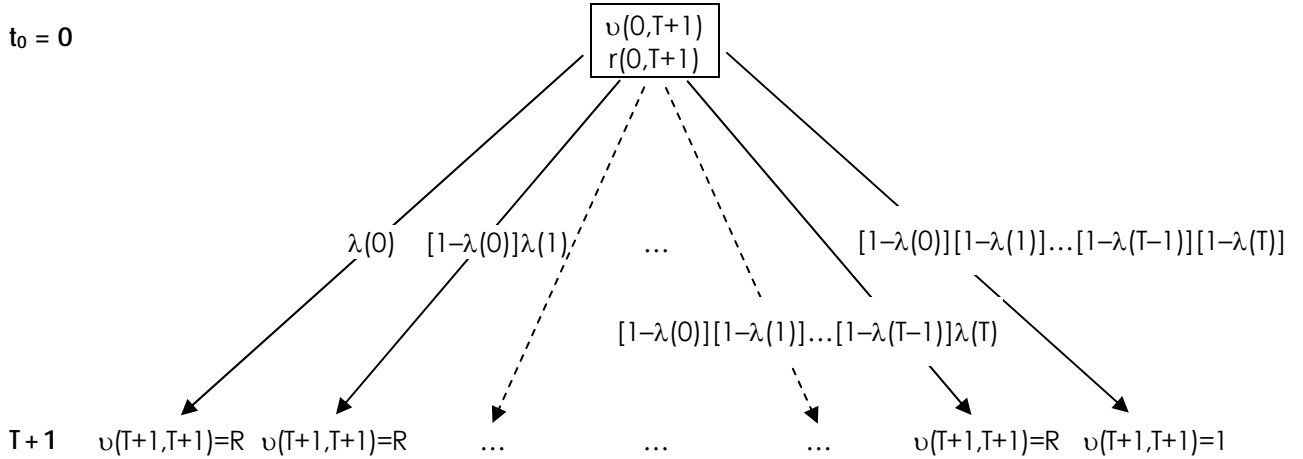 t₀ = 0
υ(0,T+1)
r(0,T+1)
λ(0) [1–λ(0)]λ(1) ... [1–λ(0)][1–λ(1)]...[1–λ(T–1)][1–λ(T)]
[1–λ(0)][1–λ(1)]...[1–λ(T–1)]λ(T)
T+1 υ(T+1,T+1)=R υ(T+1,T+1)=R ... ... ... υ(T+1,T+1)=R υ(T+1,T+1)=1